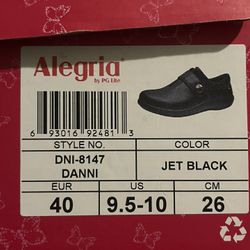 Alegria®
by PG Lite
6 93016 92481 3
STYLE NO. COLOR
DNI-8147
DANNI JET BLACK
EUR US CM
40 9.5-10 26